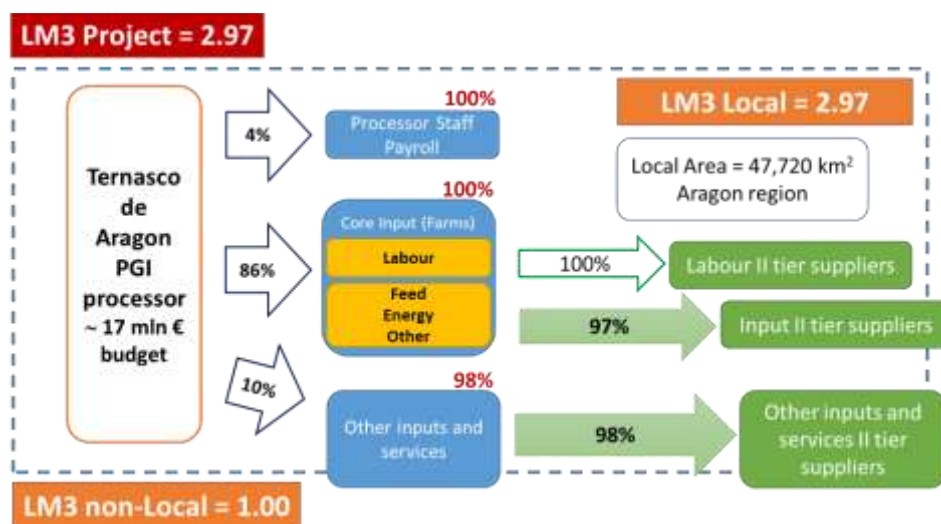 LM3 Project = 2.97
LM3 Local = 2.97
Local Area = 47,720 km²
Aragon region
Ternasco
de
Aragon
PGI
processor
~ 17 mln €
budget
4%
100%
Processor Staff
Payroll
86%
100%
Core Input (Farms)
Labour
Feed
Energy
Other
100%
Labour II tier suppliers
97%
Input II tier suppliers
10%
98%
Other inputs and
services
98%
Other inputs and
services II tier
suppliers
LM3 non-Local = 1.00